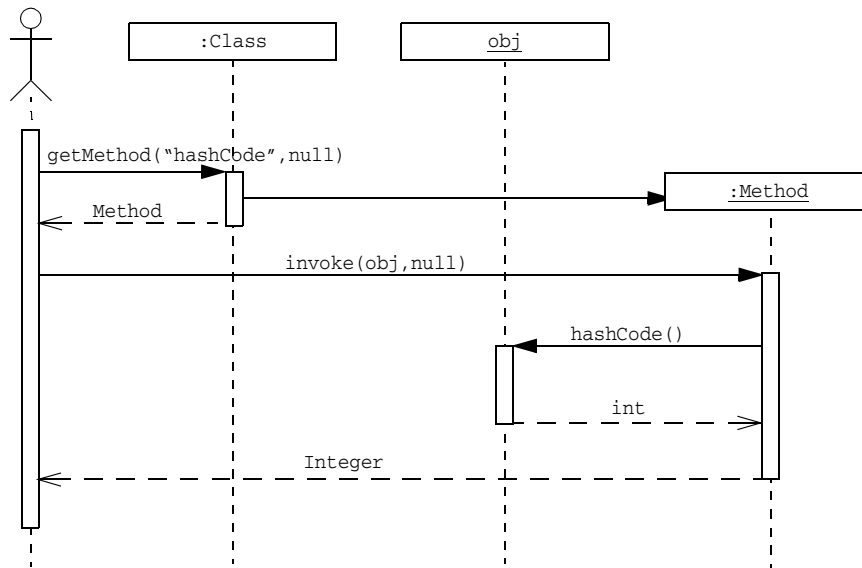 :Class
obj
getMethod(“hashCode”,null)
:Method
Method
invoke(obj,null)
hashCode()
int
Integer